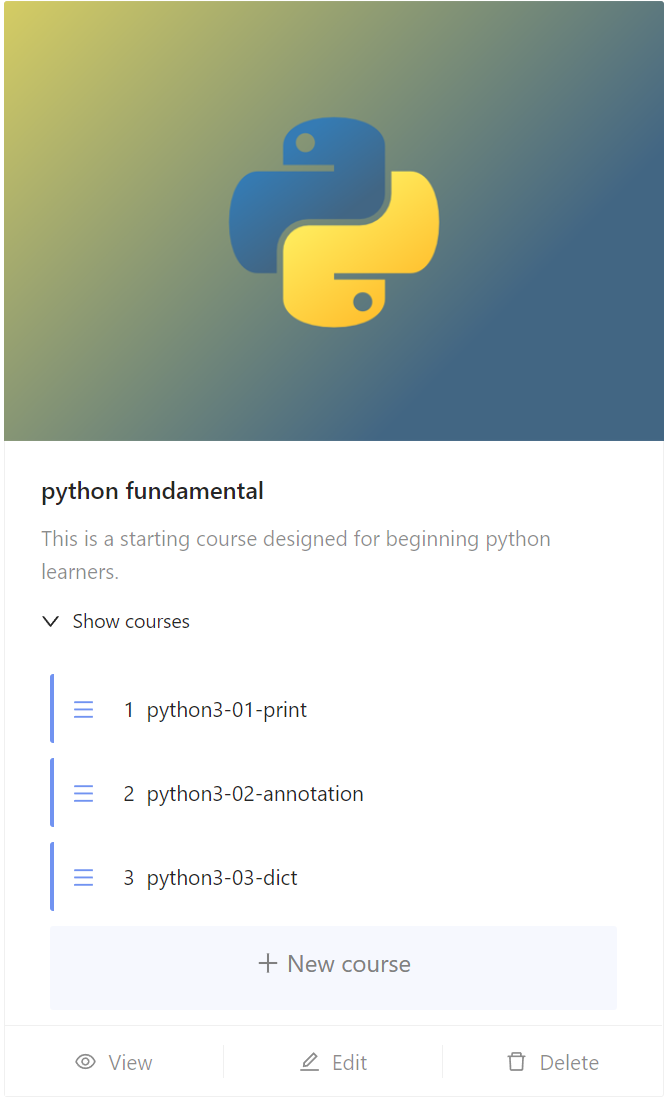 python fundamental
This is a starting course designed for beginning python
learners.
Show courses
1 python3-01-print
2 python3-02-annotation
3 python3-03-dict
+ New course
View Edit Delete